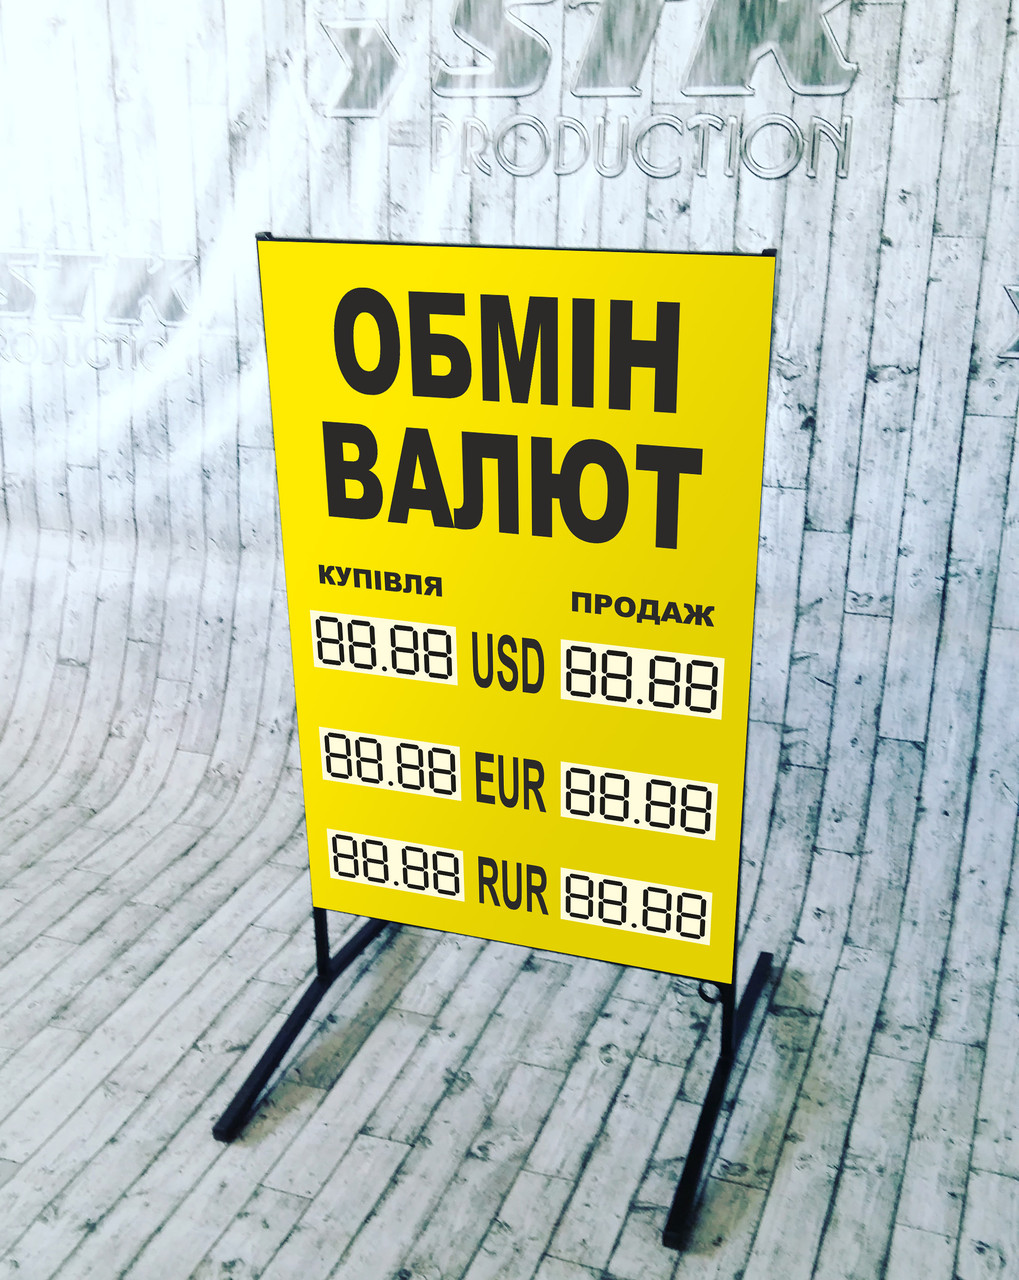 STK
PRODUCTION
STK
PRODUCTIO
ОБМІН
ВАЛЮТ
КУПІВЛЯ ПРОДАЖ
88.88 USD 88.88
88.88 EUR 88.88
88.88 RUR 88.88